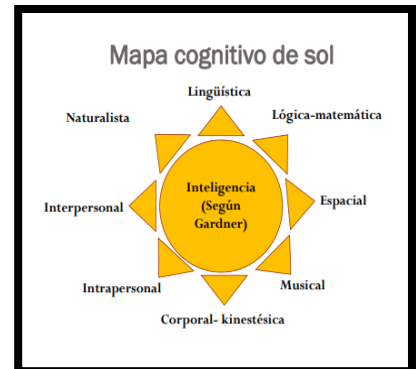 Mapa cognitivo de sol
Lingüística
Lógica-matemática
Naturalista
Inteligencia
(Según
Gardner)
Espacial
Interpersonal
Intrapersonal
Musical
Corporal- kinestésica